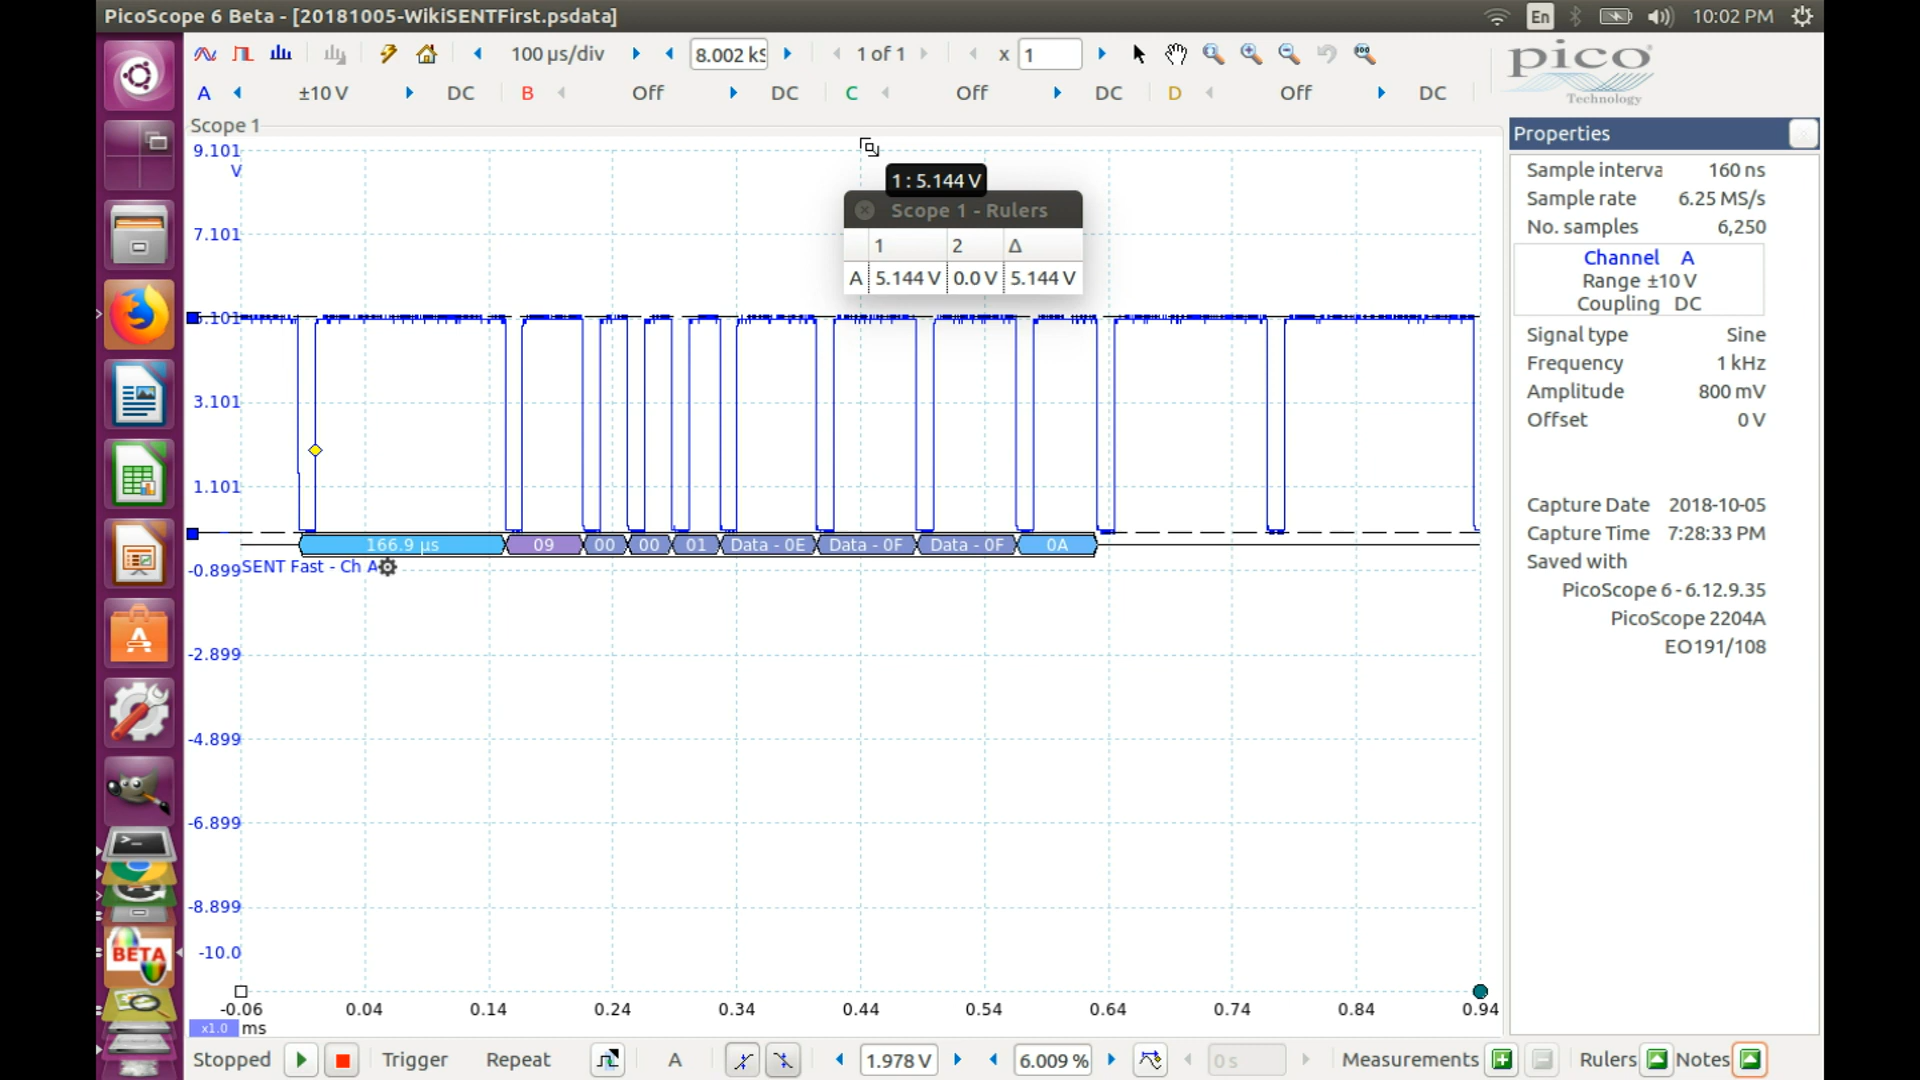 PicoScope 6 Beta - [20181005-WikiSENTFirst.psdata]
En
10:02 PM
100 µs/div
8.002 kS
1 of 1
x 1
pico
Technology
A ±10 V DC B Off DC C Off DC D Off DC
Scope 1
9.101
V
7.101
5.101
3.101
1.101
-0.899
-2.899
-4.899
-6.899
-8.899
-10.0
1 : 5.144 V
Scope 1 - Rulers
1 2 Δ
A 5.144 V 0.0 V 5.144 V
166.9 µs 09 00 00 01 Data - 0E Data - 0F Data - 0F 0A
SENT Fast - Ch A
-0.06 0.04 0.14 0.24 0.34 0.44 0.54 0.64 0.74 0.84 0.94
x1.0 ms
Properties
Sample interva 160 ns
Sample rate 6.25 MS/s
No. samples 6,250
Channel A
Range ±10 V
Coupling DC
Signal type Sine
Frequency 1 kHz
Amplitude 800 mV
Offset 0 V
Capture Date 2018-10-05
Capture Time 7:28:33 PM
Saved with
PicoScope 6 - 6.12.9.35
PicoScope 2204A
EO191/108
BETA
Stopped Trigger Repeat A 1.978 V 6.009 % 0 s Measurements Rulers Notes